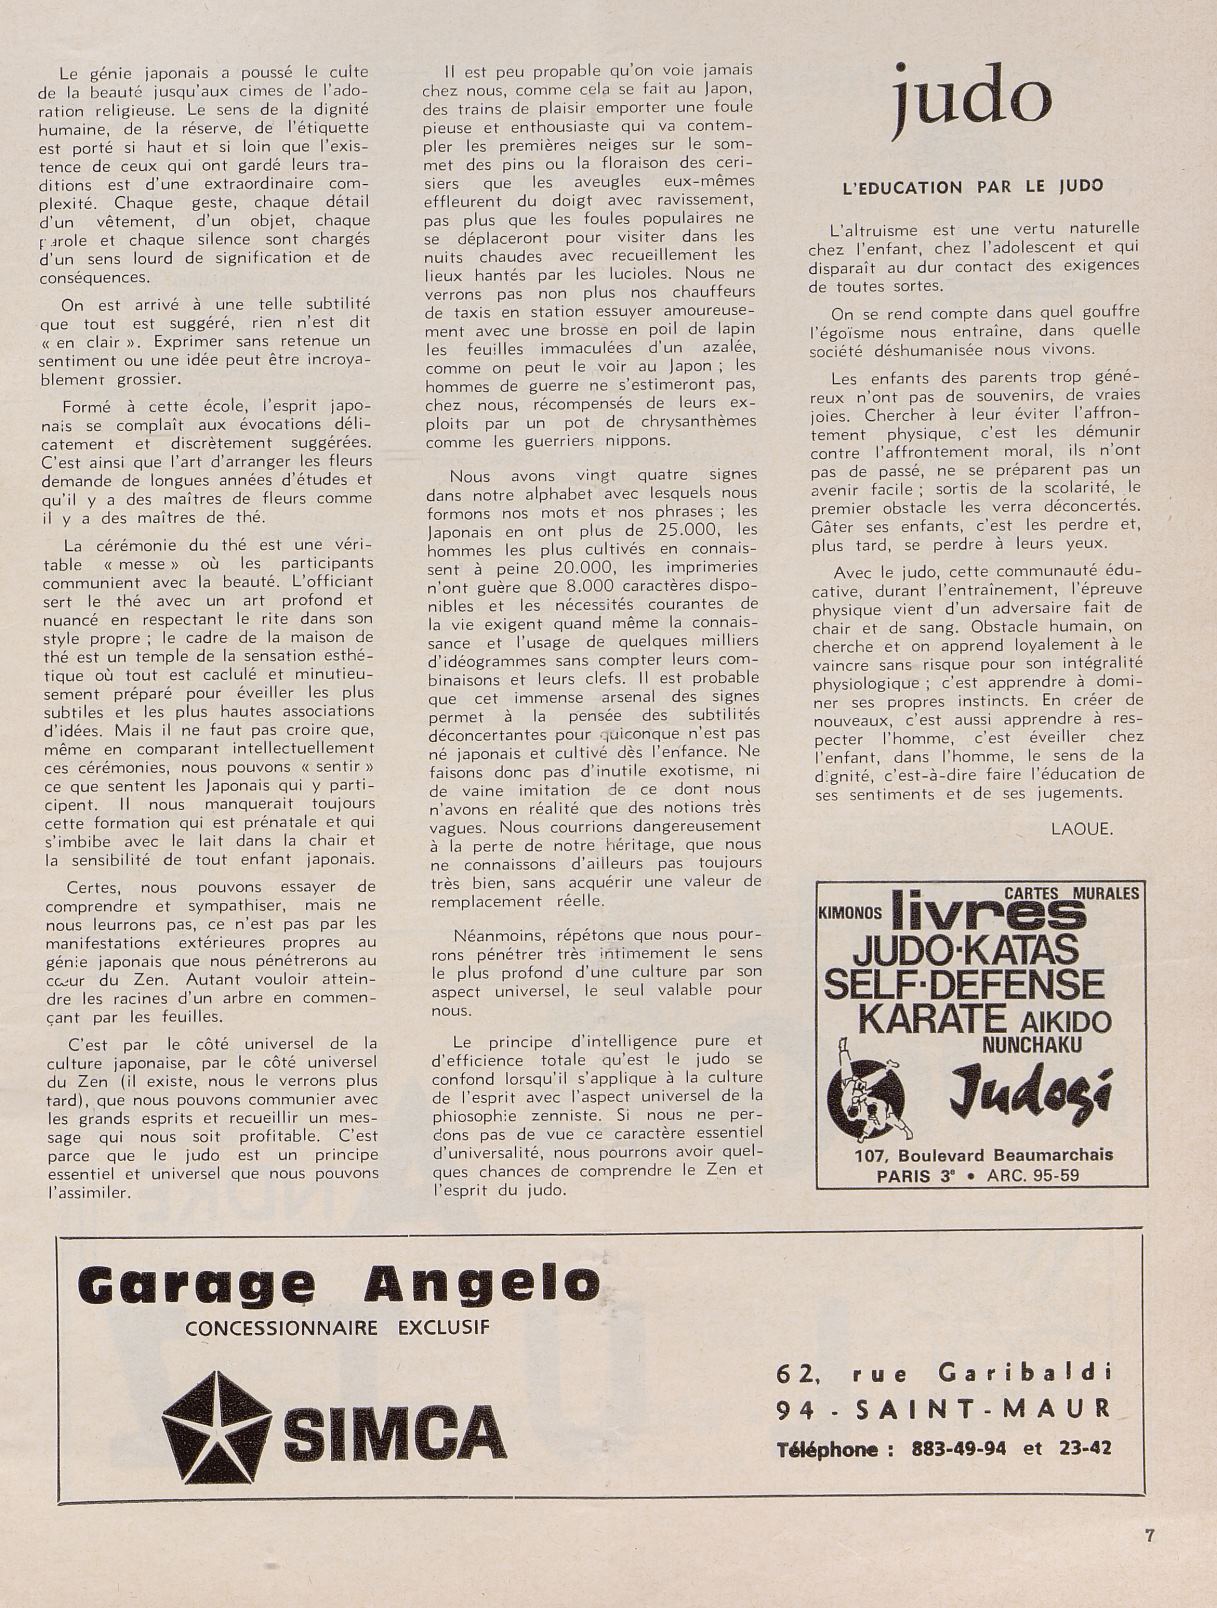 Le génie japonais a poussé le culte
de la beauté jusqu'aux cimes de l'ado-
ration religieuse. Le sens de la dignité
humaine, de la réserve, de l'étiquette
est porté si haut et si loin que l'exis-
tence de ceux qui ont gardé leurs tra-
ditions est d'une extraordinaire com-
plexité. Chaque geste, chaque détail
d'un vêtement, d'un objet, chaque
parole et chaque silence sont chargés
d'un sens lourd de signification et de
conséquences.
On est arrivé à une telle subtilité
que tout est suggéré, rien n'est dit
« en clair ». Exprimer sans retenue un
sentiment ou une idée peut être incroya-
blement grossier.
Formé à cette école, l'esprit japo-
nais se complaît aux évocations déli-
catement et discrètement suggérées.
C'est ainsi que l'art d'arranger les fleurs
demande de longues années d'études et
qu'il y a des maîtres de fleurs comme
il y a des maîtres de thé.
La cérémonie du thé est une véri-
table « messe » où les participants
communient avec la beauté. L'officiant
sert le thé avec un art profond et
nuancé en respectant le rite dans son
style propre ; le cadre de la maison de
thé est un temple de la sensation esthé-
tique où tout est caclulé et minutieu-
sement préparé pour éveiller les plus
subtiles et les plus hautes associations
d'idées. Mais il ne faut pas croire que,
même en comparant intellectuellement
ces cérémonies, nous pouvons « sentir »
ce que sentent les Japonais qui y parti-
cipent. Il nous manquerait toujours
cette formation qui est prénatale et qui
s'imbibe avec le lait dans la chair et
la sensibilité de tout enfant japonais.
Certes, nous pouvons essayer de
comprendre et sympathiser, mais ne
nous leurrons pas, ce n'est pas par les
manifestations extérieures propres au
génie japonais que nous pénétrerons au
cœur du Zen. Autant vouloir attein-
dre les racines d'un arbre en commen-
çant par les feuilles.
C'est par le côté universel de la
culture japonaise, par le côté universel
du Zen (il existe, nous le verrons plus
tard), que nous pouvons communier avec
les grands esprits et recueillir un mes-
sage qui nous soit profitable. C'est
parce que le judo est un principe
essentiel et universel que nous pouvons
l'assimiler.
Il est peu propable qu'on voie jamais
chez nous, comme cela se fait au Japon,
des trains de plaisir emporter une foule
pieuse et enthousiaste qui va contem-
pler les premières neiges sur le som-
met des pins ou la floraison des ceri-
siers que les aveugles eux-mêmes
effleurent du doigt avec ravissement,
pas plus que les foules populaires ne
se déplaceront pour visiter dans les
nuits chaudes avec recueillement les
lieux hantés par les lucioles. Nous ne
verrons pas non plus nos chauffeurs
de taxis en station essuyer amoureuse-
ment avec une brosse en poil de lapin
les feuilles immaculées d'un azalée,
comme on peut le voir au Japon ; les
hommes de guerre ne s'estimeront pas,
chez nous, récompensés de leurs ex-
ploits par un pot de chrysanthèmes
comme les guerriers nippons.
Nous avons vingt quatre signes
dans notre alphabet avec lesquels nous
formons nos mots et nos phrases ; les
Japonais en ont plus de 25.000, les
hommes les plus cultivés en connais-
sent à peine 20.000, les imprimeries
n'ont guère que 8.000 caractères dispo-
nibles et les nécessités courantes de
la vie exigent quand même la connais-
sance et l'usage de quelques milliers
d'idéogrammes sans compter leurs com-
binaisons et leurs clefs. Il est probable
que cet immense arsenal des signes
permet à la pensée des subtilités
déconcertantes pour quiconque n'est pas
né japonais et cultivé dès l'enfance. Ne
faisons donc pas d'inutile exotisme, ni
de vaine imitation de ce dont nous
n'avons en réalité que des notions très
vagues. Nous courrions dangereusement
à la perte de notre héritage, que nous
ne connaissons d'ailleurs pas toujours
très bien, sans acquérir une valeur de
remplacement réelle.
Néanmoins, répétons que nous pour-
rons pénétrer très intimement le sens
le plus profond d'une culture par son
aspect universel, le seul valable pour
nous.
Le principe d'intelligence pure et
d'efficience totale qu'est le judo se
confond lorsqu'il s'applique à la culture
de l'esprit avec l'aspect universel de la
phiosophie zenniste. Si nous ne per-
dons pas de vue ce caractère essentiel
d'universalité, nous pourrons avoir quel-
ques chances de comprendre le Zen et
l'esprit du judo.
judo
L'EDUCATION PAR LE JUDO
L'altruisme est une vertu naturelle
chez l'enfant, chez l'adolescent et qui
disparaît au dur contact des exigences
de toutes sortes.
On se rend compte dans quel gouffre
l'égoïsme nous entraîne, dans quelle
société déshumanisée nous vivons.
Les enfants des parents trop géné-
reux n'ont pas de souvenirs, de vraies
joies. Chercher à leur éviter l'affron-
tement physique, c'est les démunir
contre l'affrontement moral, ils n'ont
pas de passé, ne se préparent pas un
avenir facile ; sortis de la scolarité, le
premier obstacle les verra déconcertés.
Gâter ses enfants, c'est les perdre et,
plus tard, se perdre à leurs yeux.
Avec le judo, cette communauté édu-
cative, durant l'entraînement, l'épreuve
physique vient d'un adversaire fait de
chair et de sang. Obstacle humain, on
cherche et on apprend loyalement à le
vaincre sans risque pour son intégralité
physiologique ; c'est apprendre à domi-
ner ses propres instincts. En créer de
nouveaux, c'est aussi apprendre à res-
pecter l'homme, c'est éveiller chez
l'enfant, dans l'homme, le sens de la
dignité, c'est-à-dire faire l'éducation de
ses sentiments et de ses jugements.
LAOUE.
CARTES MURALES
KIMONOS livres
JUDO·KATAS
SELF·DEFENSE
KARATE AIKIDO
NUNCHAKU
Judogi
107, Boulevard Beaumarchais
PARIS 3e • ARC. 95-59
Garage Angelo
CONCESSIONNAIRE EXCLUSIF
SIMCA
62, rue Garibaldi
94 - SAINT-MAUR
Téléphone : 883-49-94 et 23-42
7